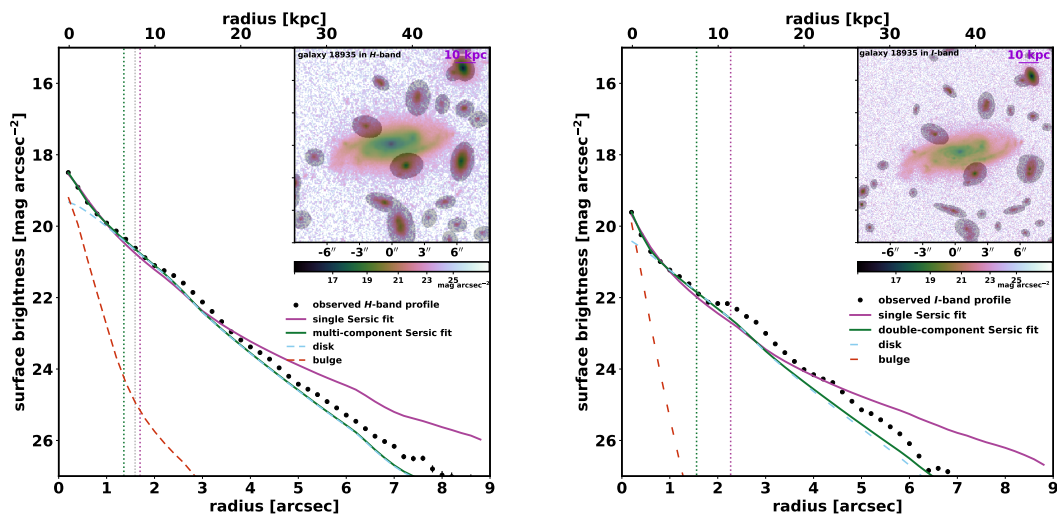 radius [kpc]
0 10 20 30 40
surface brightness [mag arcsec−2]
16
18
20
22
24
26
galaxy 18935 in H-band
10 kpc
-6′′ -3′′ 0′′ 3′′ 6′′
17 19 21 23 25
mag arcsec−2
observed H-band profile
single Sersic fit
multi-component Sersic fit
disk
bulge
0 1 2 3 4 5 6 7 8 9
radius [arcsec]
radius [kpc]
0 10 20 30 40
surface brightness [mag arcsec−2]
16
18
20
22
24
26
galaxy 18935 in I-band
10 kpc
-6′′ -3′′ 0′′ 3′′ 6′′
17 19 21 23 25
mag arcsec−2
observed I-band profile
single Sersic fit
double-component Sersic fit
disk
bulge
0 1 2 3 4 5 6 7 8 9
radius [arcsec]